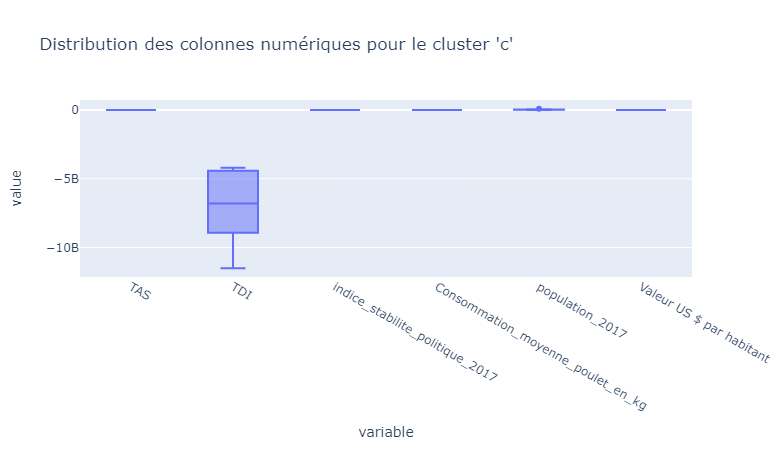 Distribution des colonnes numériques pour le cluster 'c'
0
−5B
−10B
value
TAS
TDI
indice_stabilite_politique_2017
Consommation_moyenne_poulet_en_kg
population_2017
Valeur US $ par habitant
variable